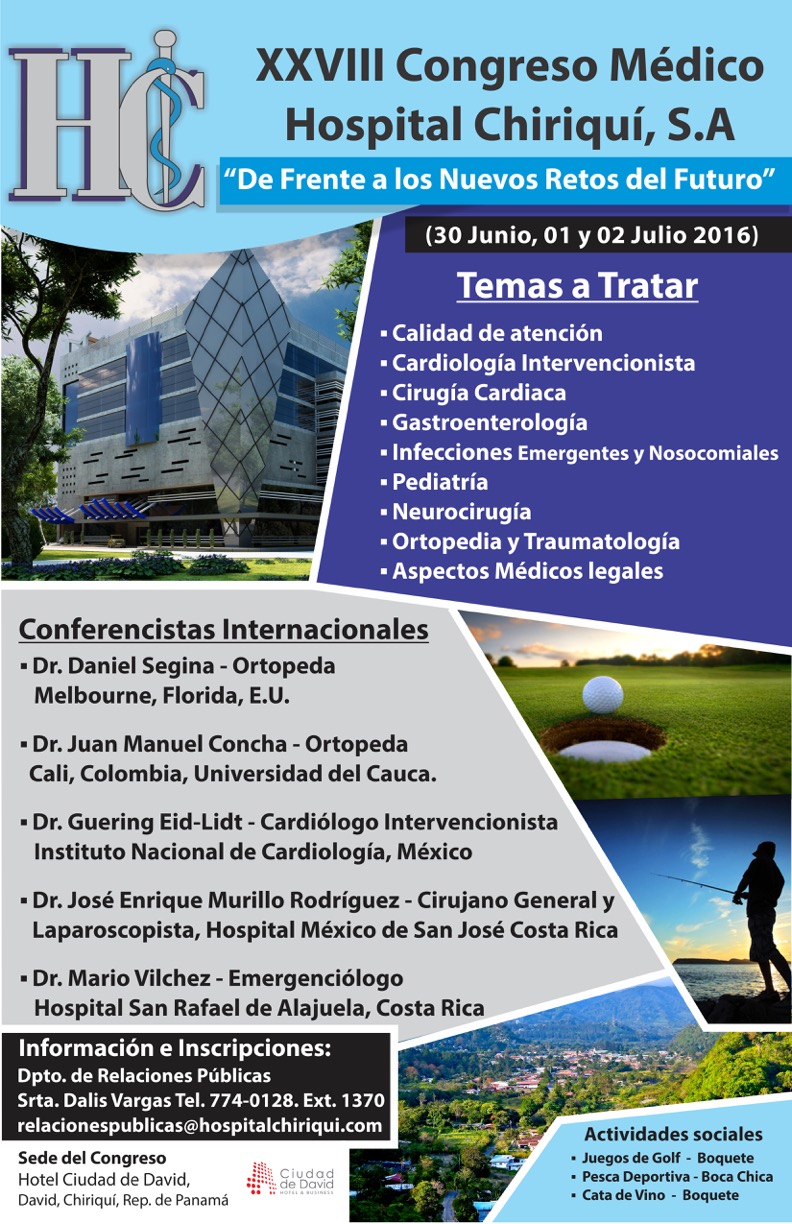 HC
XXVIII Congreso Médico
Hospital Chiriquí, S.A
“De Frente a los Nuevos Retos del Futuro”
(30 Junio, 01 y 02 Julio 2016)
Temas a Tratar
▪ Calidad de atención
▪ Cardiología Intervencionista
▪ Cirugía Cardiaca
▪ Gastroenterología
▪ Infecciones Emergentes y Nosocomiales
▪ Pediatría
▪ Neurocirugía
▪ Ortopedia y Traumatología
▪ Aspectos Médicos legales
Conferencistas Internacionales
▪ Dr. Daniel Segina - Ortopeda
Melbourne, Florida, E.U.
▪ Dr. Juan Manuel Concha - Ortopeda
Cali, Colombia, Universidad del Cauca.
▪ Dr. Guering Eid-Lidt - Cardiólogo Intervencionista
Instituto Nacional de Cardiología, México
▪ Dr. José Enrique Murillo Rodríguez - Cirujano General y
Laparoscopista, Hospital México de San José Costa Rica
▪ Dr. Mario Vilchez - Emergenciólogo
Hospital San Rafael de Alajuela, Costa Rica
Información e Inscripciones:
Dpto. de Relaciones Públicas
Srta. Dalis Vargas Tel. 774-0128. Ext. 1370
relacionespublicas@hospitalchiriqui.com
Sede del Congreso
Hotel Ciudad de David,
David, Chiriquí, Rep. de Panamá
Ciudad
de David
HOTEL & BUSINESS
Actividades sociales
▪ Juegos de Golf - Boquete
▪ Pesca Deportiva - Boca Chica
▪ Cata de Vino - Boquete